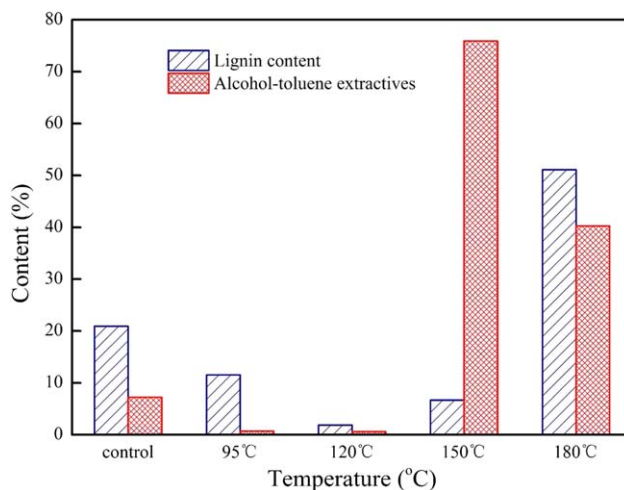 80
70
60
50
40
30
20
10
0
Content (%)
Lignin content
Alcohol-toluene extractives
control 95℃ 120℃ 150℃ 180℃
Temperature (°C)